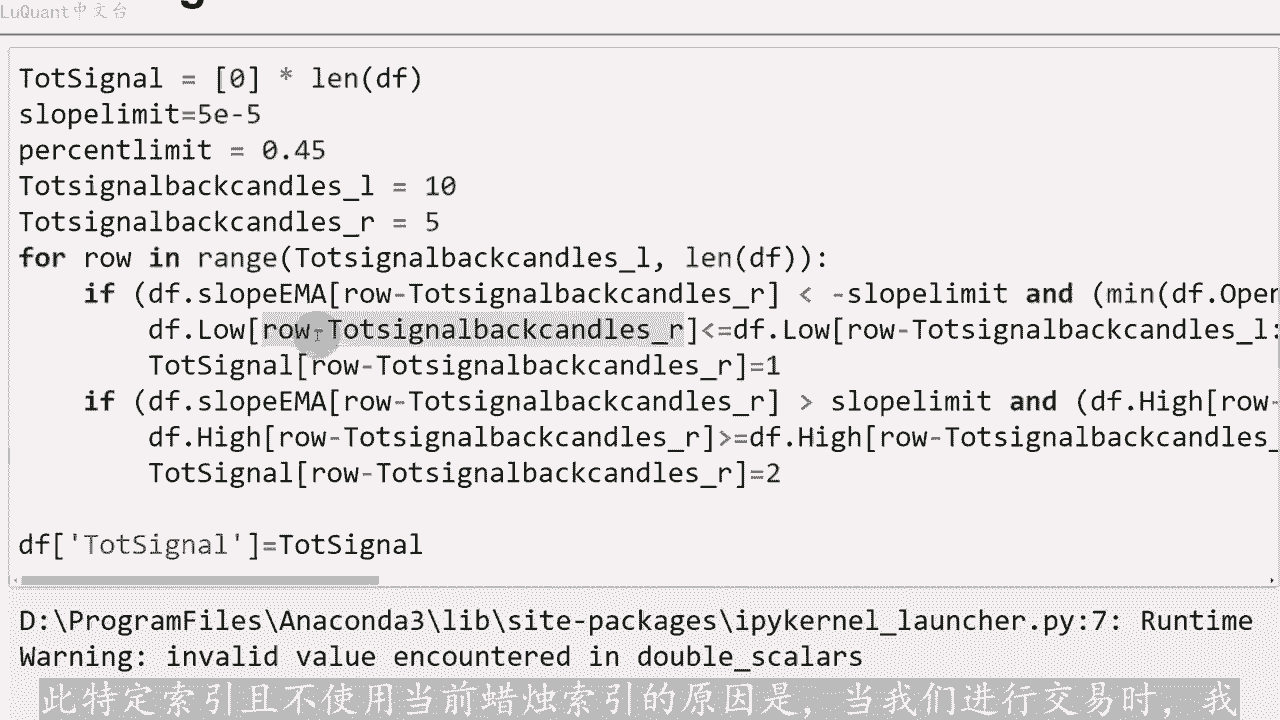 LuQuant中文台
TotSignal = [0] * len(df)
slopelimit=5e-5
percentlimit = 0.45
Totsignalbackcandles_l = 10
Totsignalbackcandles_r = 5
for row in range(Totsignalbackcandles_l, len(df)):
    if (df.slopeEMA[row-Totsignalbackcandles_r] < -slopelimit and (min(df.Open
        df.Low[row-Totsignalbackcandles_r]<=df.Low[row-Totsignalbackcandles_l:
        TotSignal[row-Totsignalbackcandles_r]=1
    if (df.slopeEMA[row-Totsignalbackcandles_r] > slopelimit and (df.High[row-
        df.High[row-Totsignalbackcandles_r]>=df.High[row-Totsignalbackcandles_
        TotSignal[row-Totsignalbackcandles_r]=2
df['TotSignal']=TotSignal
D:\ProgramFiles\Anaconda3\lib\site-packages\ipykernel_launcher.py:7: Runtime
Warning: invalid value encountered in double_scalars
此特定索引且不使用当前蜡烛索引的原因是，当我们进行交易时，我